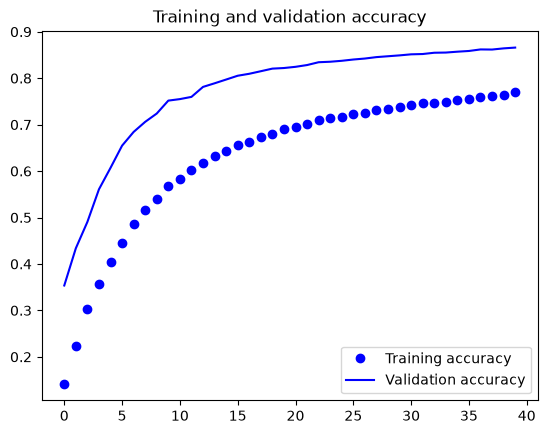 Training and validation accuracy
0.9
0.8
0.7
0.6
0.5
0.4
0.3
0.2
Training accuracy
Validation accuracy
0 5 10 15 20 25 30 35 40